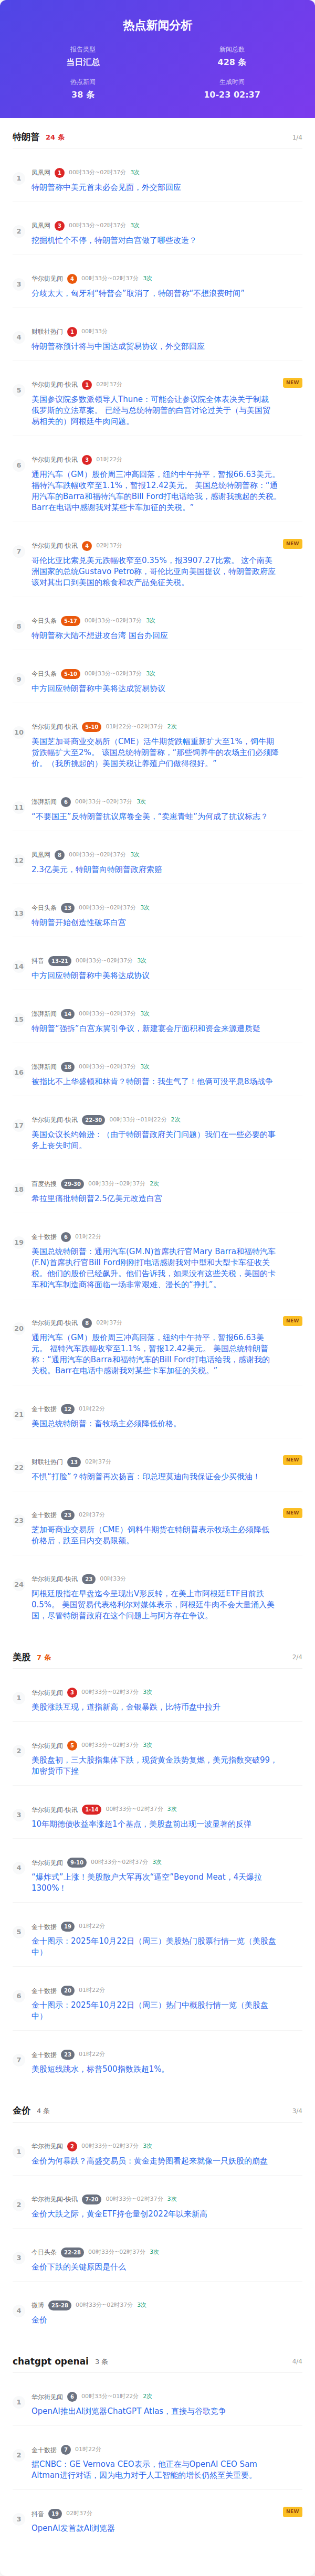 热点新闻分析
报告类型
当日汇总
新闻总数
428 条
热点新闻
38 条
生成时间
10-23 02:37
特朗普 24 条 1/4
1
凤凰网 1 00时33分~02时37分 3次
特朗普称中美元首未必会见面，外交部回应
2
凤凰网 3 00时33分~02时37分 3次
挖掘机忙个不停，特朗普对白宫做了哪些改造？
3
华尔街见闻 4 00时33分~02时37分 3次
分歧太大，匈牙利“特普会”取消了，特朗普称“不想浪费时间”
4
财联社热门 1 00时33分
特朗普称预计将与中国达成贸易协议，外交部回应
5
华尔街见闻-快讯 1 02时37分 NEW
美国参议院多数派领导人Thune：可能会让参议院全体表决关于制裁
俄罗斯的立法草案。 已经与总统特朗普的白宫讨论过关于（与美国贸
易相关的）阿根廷牛肉问题。
6
华尔街见闻-快讯 3 01时22分
通用汽车（GM）股价周三冲高回落，纽约中午持平，暂报66.63美元。
福特汽车跌幅收窄至1.1%，暂报12.42美元。 美国总统特朗普称：“通
用汽车的Barra和福特汽车的Bill Ford打电话给我，感谢我挑起的关税。
Barr在电话中感谢我对某些卡车加征的关税。”
7
华尔街见闻-快讯 4 02时37分 NEW
哥伦比亚比索兑美元跌幅收窄至0.35%，报3907.27比索。 这个南美
洲国家的总统Gustavo Petro称，哥伦比亚向美国提议，特朗普政府应
该对其出口到美国的粮食和农产品免征关税。
8
今日头条 5-17 00时33分~02时37分 3次
特朗普称大陆不想进攻台湾 国台办回应
9
今日头条 5-10 00时33分~02时37分 3次
中方回应特朗普称中美将达成贸易协议
10
华尔街见闻-快讯 5-10 01时22分~02时37分 2次
美国芝加哥商业交易所（CME）活牛期货跌幅重新扩大至1%，饲牛期
货跌幅扩大至2%。 该国总统特朗普称，“那些饲养牛的农场主们必须降
价。（我所挑起的）美国关税让养殖户们做得很好。”
11
澎湃新闻 6 00时33分~02时37分 3次
“不要国王”反特朗普抗议席卷全美，“卖崽青蛙”为何成了抗议标志？
12
凤凰网 8 00时33分~02时37分 3次
2.3亿美元，特朗普向特朗普政府索赔
13
今日头条 13 00时33分~02时37分 3次
特朗普开始创造性破坏白宫
14
抖音 13-21 00时33分~02时37分 3次
中方回应特朗普称中美将达成协议
15
澎湃新闻 14 00时33分~02时37分 3次
特朗普“强拆”白宫东翼引争议，新建宴会厅面积和资金来源遭质疑
16
澎湃新闻 18 00时33分~02时37分 3次
被指比不上华盛顿和林肯？特朗普：我生气了！他俩可没平息8场战争
17
华尔街见闻-快讯 22-30 00时33分~01时22分 2次
美国众议长约翰逊：（由于特朗普政府关门问题）我们在一些必要的事
务上丧失时间。
18
百度热搜 29-30 00时33分~02时37分 2次
希拉里痛批特朗普2.5亿美元改造白宫
19
金十数据 6 01时22分
美国总统特朗普：通用汽车(GM.N)首席执行官Mary Barra和福特汽车
(F.N)首席执行官Bill Ford刚刚打电话感谢我对中型和大型卡车征收关
税。他们的股价已经飙升。他们告诉我，如果没有这些关税，美国的卡
车和汽车制造商将面临一场非常艰难、漫长的“挣扎”。
20
华尔街见闻-快讯 8 02时37分 NEW
通用汽车（GM）股价周三冲高回落，纽约中午持平，暂报66.63美
元。 福特汽车跌幅收窄至1.1%，暂报12.42美元。 美国总统特朗普
称：“通用汽车的Barra和福特汽车的Bill Ford打电话给我，感谢我的
关税。Barr在电话中感谢我对某些卡车加征的关税。”
21
金十数据 12 01时22分
美国总统特朗普：畜牧场主必须降低价格。
22
财联社热门 13 02时37分 NEW
不惧“打脸”？特朗普再次扬言：印总理莫迪向我保证会少买俄油！
23
金十数据 23 02时37分 NEW
芝加哥商业交易所（CME）饲料牛期货在特朗普表示牧场主必须降低
价格后，跌至日内交易限额。
24
华尔街见闻-快讯 23 00时33分
阿根廷股指在早盘迄今呈现出V形反转，在美上市阿根廷ETF目前跌
0.5%。 美国贸易代表格利尔对媒体表示，阿根廷牛肉不会大量涌入美
国，尽管特朗普政府在这个问题上与阿方存在争议。
美股 7 条 2/4
1
华尔街见闻 3 00时33分~02时37分 3次
美股涨跌互现，道指新高，金银暴跌，比特币盘中拉升
2
华尔街见闻 5 00时33分~02时37分 3次
美股盘初，三大股指集体下跌，现货黄金跌势复燃，美元指数突破99，
加密货币下挫
3
华尔街见闻-快讯 1-14 00时33分~02时37分 3次
10年期德债收益率涨超1个基点，美股盘前出现一波显著的反弹
4
华尔街见闻 9-10 00时33分~02时37分 3次
“爆炸式”上涨！美股散户大军再次“逼空”Beyond Meat，4天爆拉
1300%！
5
金十数据 19 01时22分
金十图示：2025年10月22日（周三）美股热门股票行情一览（美股盘
中）
6
金十数据 20 01时22分
金十图示：2025年10月22日（周三）热门中概股行情一览（美股盘
中）
7
金十数据 23 01时22分
美股短线跳水，标普500指数跌超1%。
金价 4 条 3/4
1
华尔街见闻 2 00时33分~02时37分 3次
金价为何暴跌？高盛交易员：黄金走势图看起来就像一只妖股的崩盘
2
华尔街见闻-快讯 7-20 00时33分~02时37分 3次
金价大跌之际，黄金ETF持仓量创2022年以来新高
3
今日头条 22-28 00时33分~02时37分 3次
金价下跌的关键原因是什么
4
微博 25-28 00时33分~02时37分 3次
金价
chatgpt openai 3 条 4/4
1
华尔街见闻 6 00时33分~01时22分 2次
OpenAI推出AI浏览器ChatGPT Atlas，直接与谷歌竞争
2
金十数据 7 01时22分
据CNBC：GE Vernova CEO表示，他正在与OpenAI CEO Sam
Altman进行对话，因为电力对于人工智能的增长仍然至关重要。
3
抖音 19 02时37分 NEW
OpenAI发首款AI浏览器